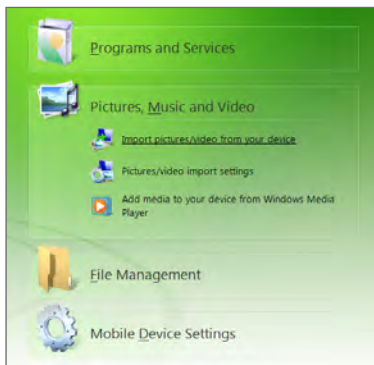 Programs and Services
Pictures, Music and Video
Import pictures/video from your device
Pictures/video import settings
Add media to your device from Windows Media
Player
File Management
Mobile Device Settings